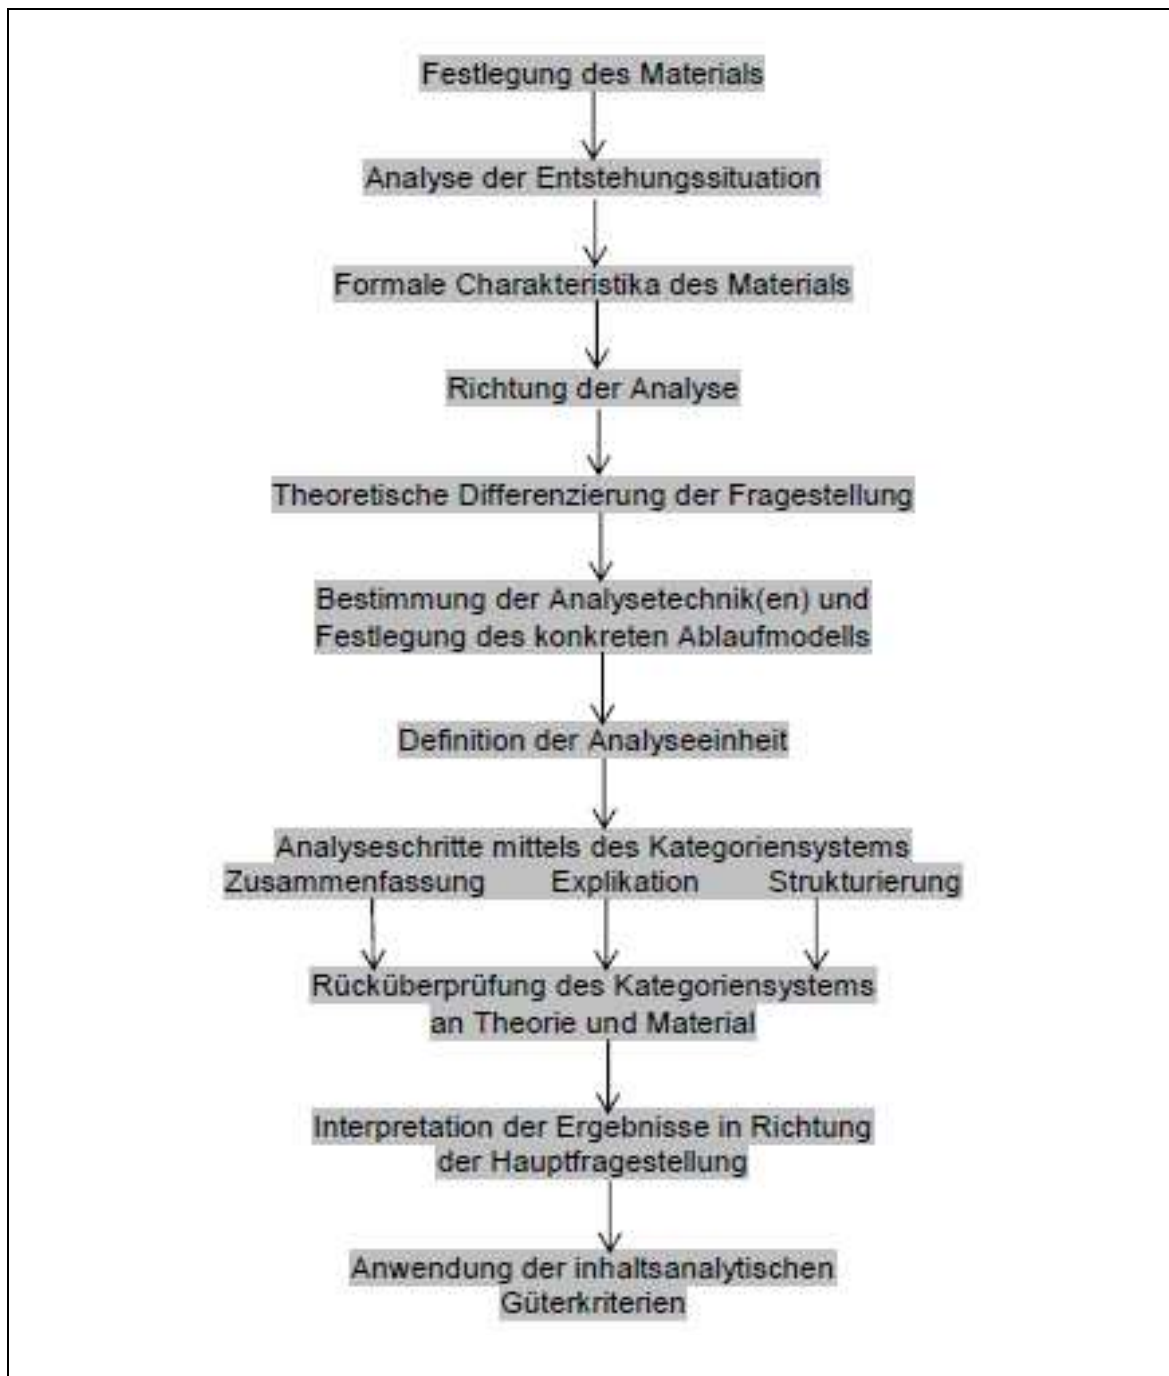 Festlegung des Materials
Analyse der Entstehungssituation
Formale Charakteristika des Materials
Richtung der Analyse
Theoretische Differenzierung der Fragestellung
Bestimmung der Analysetechnik(en) und
Festlegung des konkreten Ablaufmodells
Definition der Analyseeinheit
Analyseschritte mittels des Kategoriensystems
Zusammenfassung Explikation Strukturierung
Rücküberprüfung des Kategoriensystems
an Theorie und Material
Interpretation der Ergebnisse in Richtung
der Hauptfragestellung
Anwendung der inhaltsanalytischen
Güterkriterien